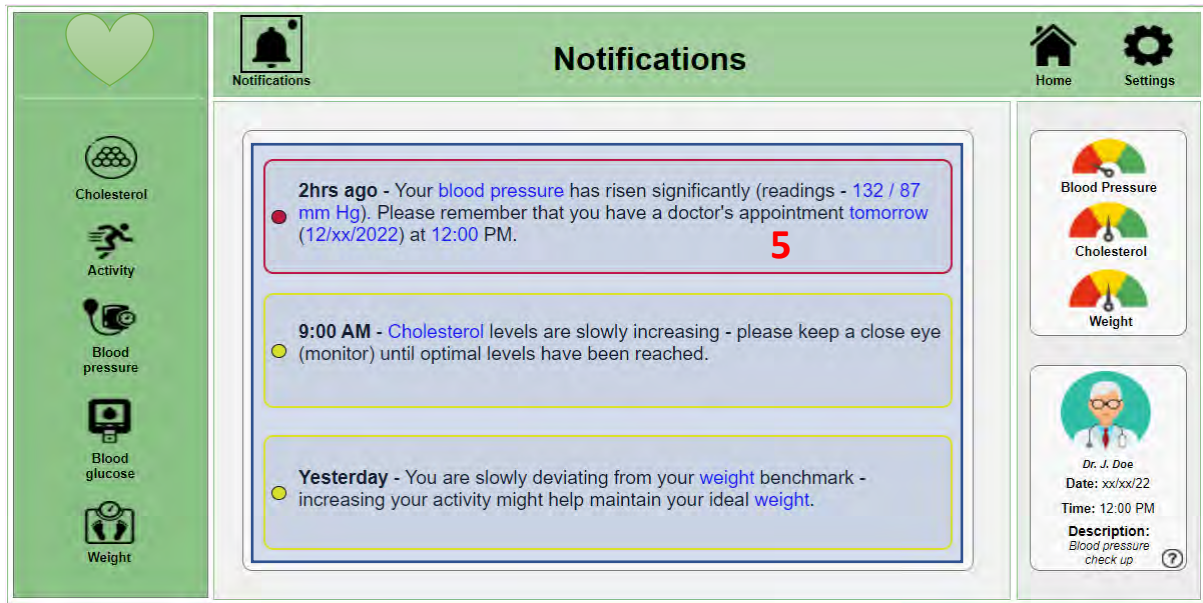 Notifications
Notifications
Home
Settings
Cholesterol
Activity
Blood
pressure
Blood
glucose
Weight
2hrs ago - Your blood pressure has risen significantly (readings - 132 / 87
mm Hg). Please remember that you have a doctor's appointment tomorrow
(12/xx/2022) at 12:00 PM.
5
9:00 AM - Cholesterol levels are slowly increasing - please keep a close eye
(monitor) until optimal levels have been reached.
Yesterday - You are slowly deviating from your weight benchmark -
increasing your activity might help maintain your ideal weight.
Blood Pressure
Cholesterol
Weight
Dr. J. Doe
Date: xx/xx/22
Time: 12:00 PM
Description:
Blood pressure
check up
?